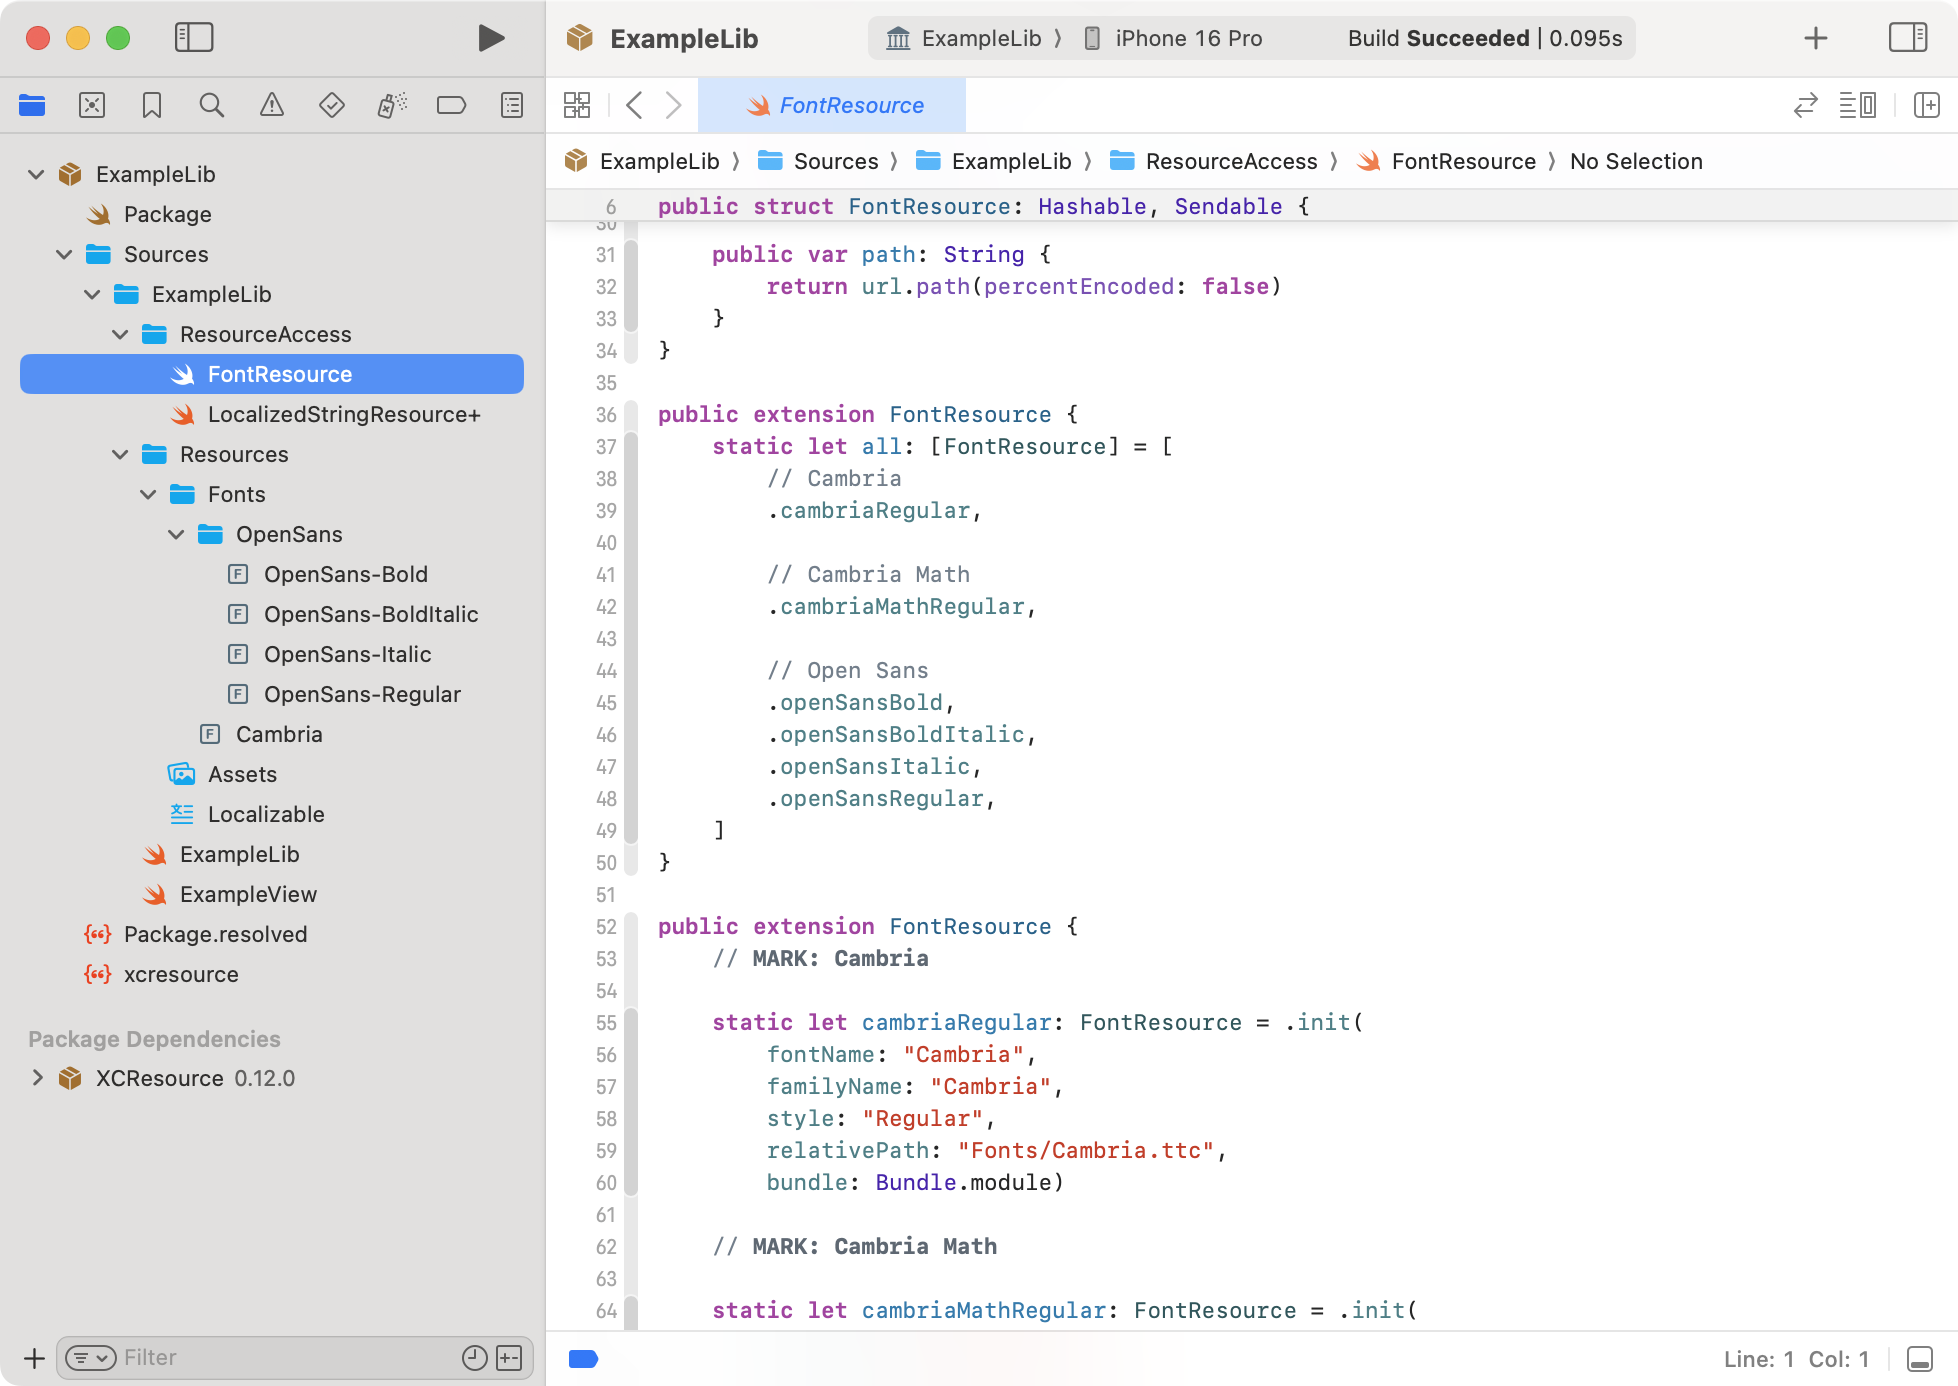 ExampleLib
ExampleLib 〉 iPhone 16 Pro
Build Succeeded | 0.095s
FontResource
ExampleLib 〉 Sources 〉 ExampleLib 〉 ResourceAccess 〉 FontResource 〉 No Selection
ExampleLib
Package
Sources
ExampleLib
ResourceAccess
FontResource
LocalizedStringResource+
Resources
Fonts
OpenSans
F OpenSans-Bold
F OpenSans-BoldItalic
F OpenSans-Italic
F OpenSans-Regular
F Cambria
Assets
Localizable
ExampleLib
ExampleView
Package.resolved
xcresource
Package Dependencies
XCResource 0.12.0
Filter
6 public struct FontResource: Hashable, Sendable {
30
31 public var path: String {
32 return url.path(percentEncoded: false)
33 }
34 }
35
36 public extension FontResource {
37 static let all: [FontResource] = [
38 // Cambria
39 .cambriaRegular,
40
41 // Cambria Math
42 .cambriaMathRegular,
43
44 // Open Sans
45 .openSansBold,
46 .openSansBoldItalic,
47 .openSansItalic,
48 .openSansRegular,
49 ]
50 }
51
52 public extension FontResource {
53 // MARK: Cambria
54
55 static let cambriaRegular: FontResource = .init(
56 fontName: "Cambria",
57 familyName: "Cambria",
58 style: "Regular",
59 relativePath: "Fonts/Cambria.ttc",
60 bundle: Bundle.module)
61
62 // MARK: Cambria Math
63
64 static let cambriaMathRegular: FontResource = .init(
Line: 1 Col: 1